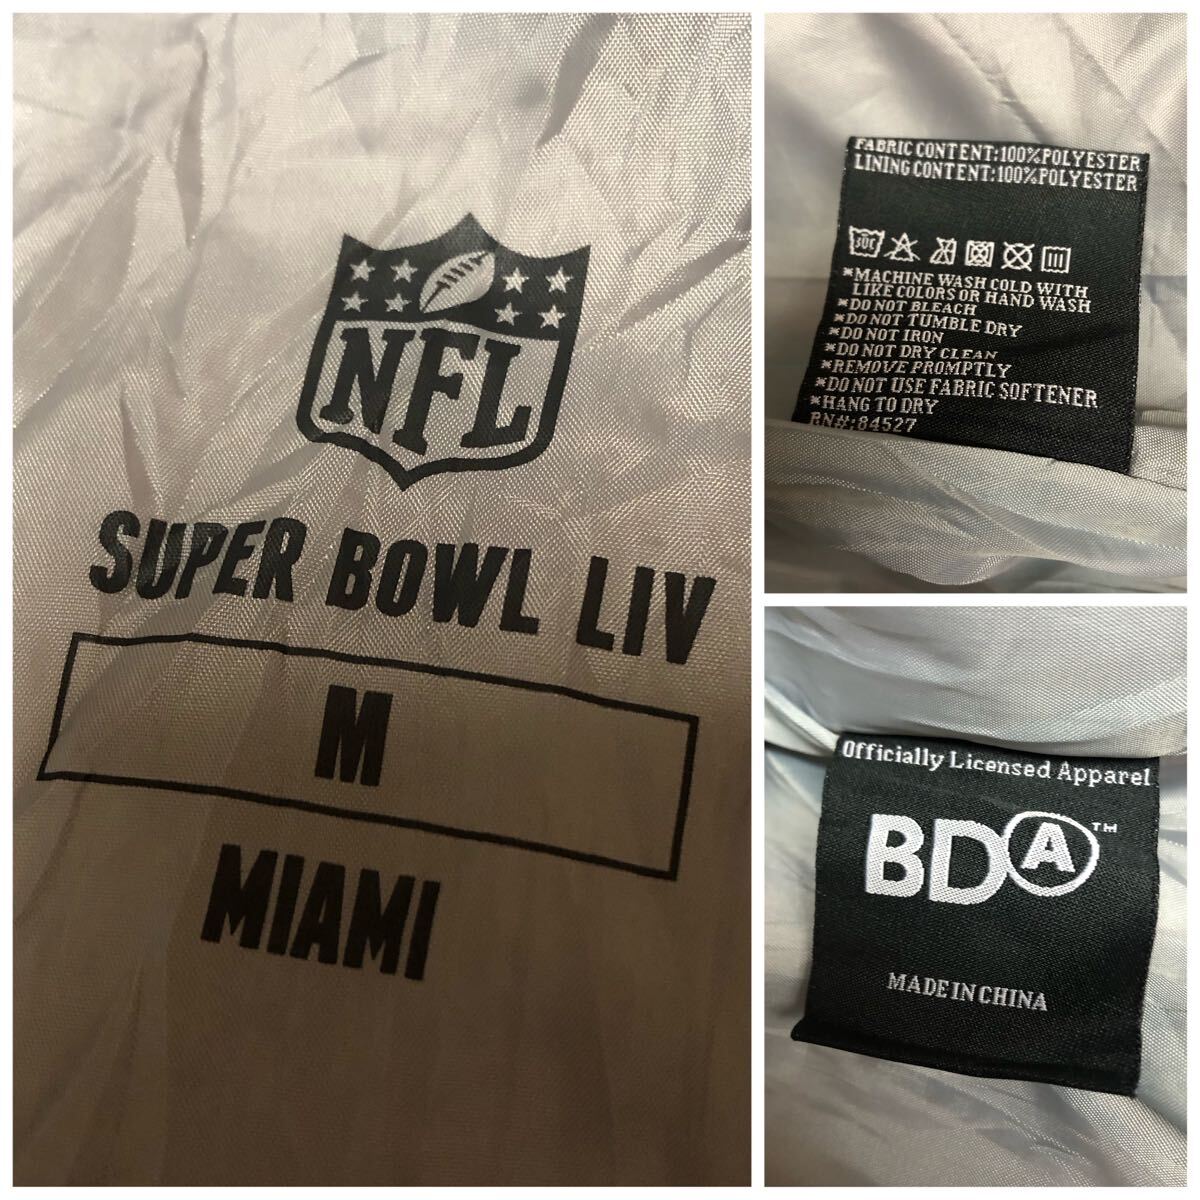 NFL
SUPER BOWL LIV
M
MIAMI
FABRIC CONTENT:100%POLYESTER
LINING CONTENT:100%POLYESTER
30C
*MACHINE WASH COLD WITH
LIKE COLORS OR HAND WASH
*DO NOT BLEACH
*DO NOT TUMBLE DRY
*DO NOT IRON
*DO NOT DRY CLEAN
*REMOVE PROMPTLY
*DO NOT USE FABRIC SOFTENER
*HANG TO DRY
RN#:84527
Officially Licensed Apparel
BDA™
MADE IN CHINA